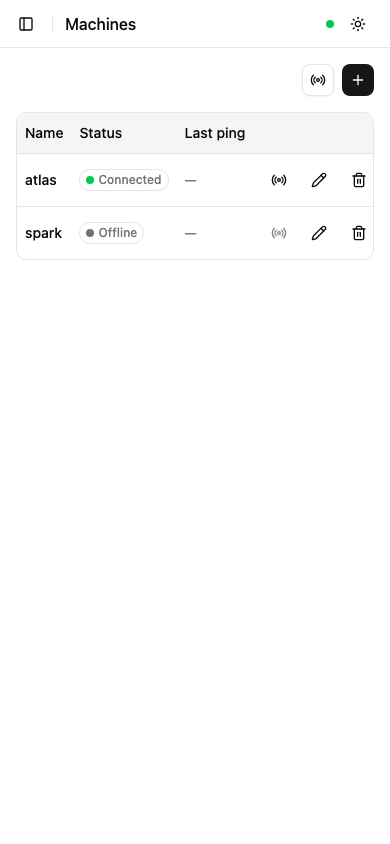 Machines
Name Status Last ping
atlas Connected —
spark Offline —